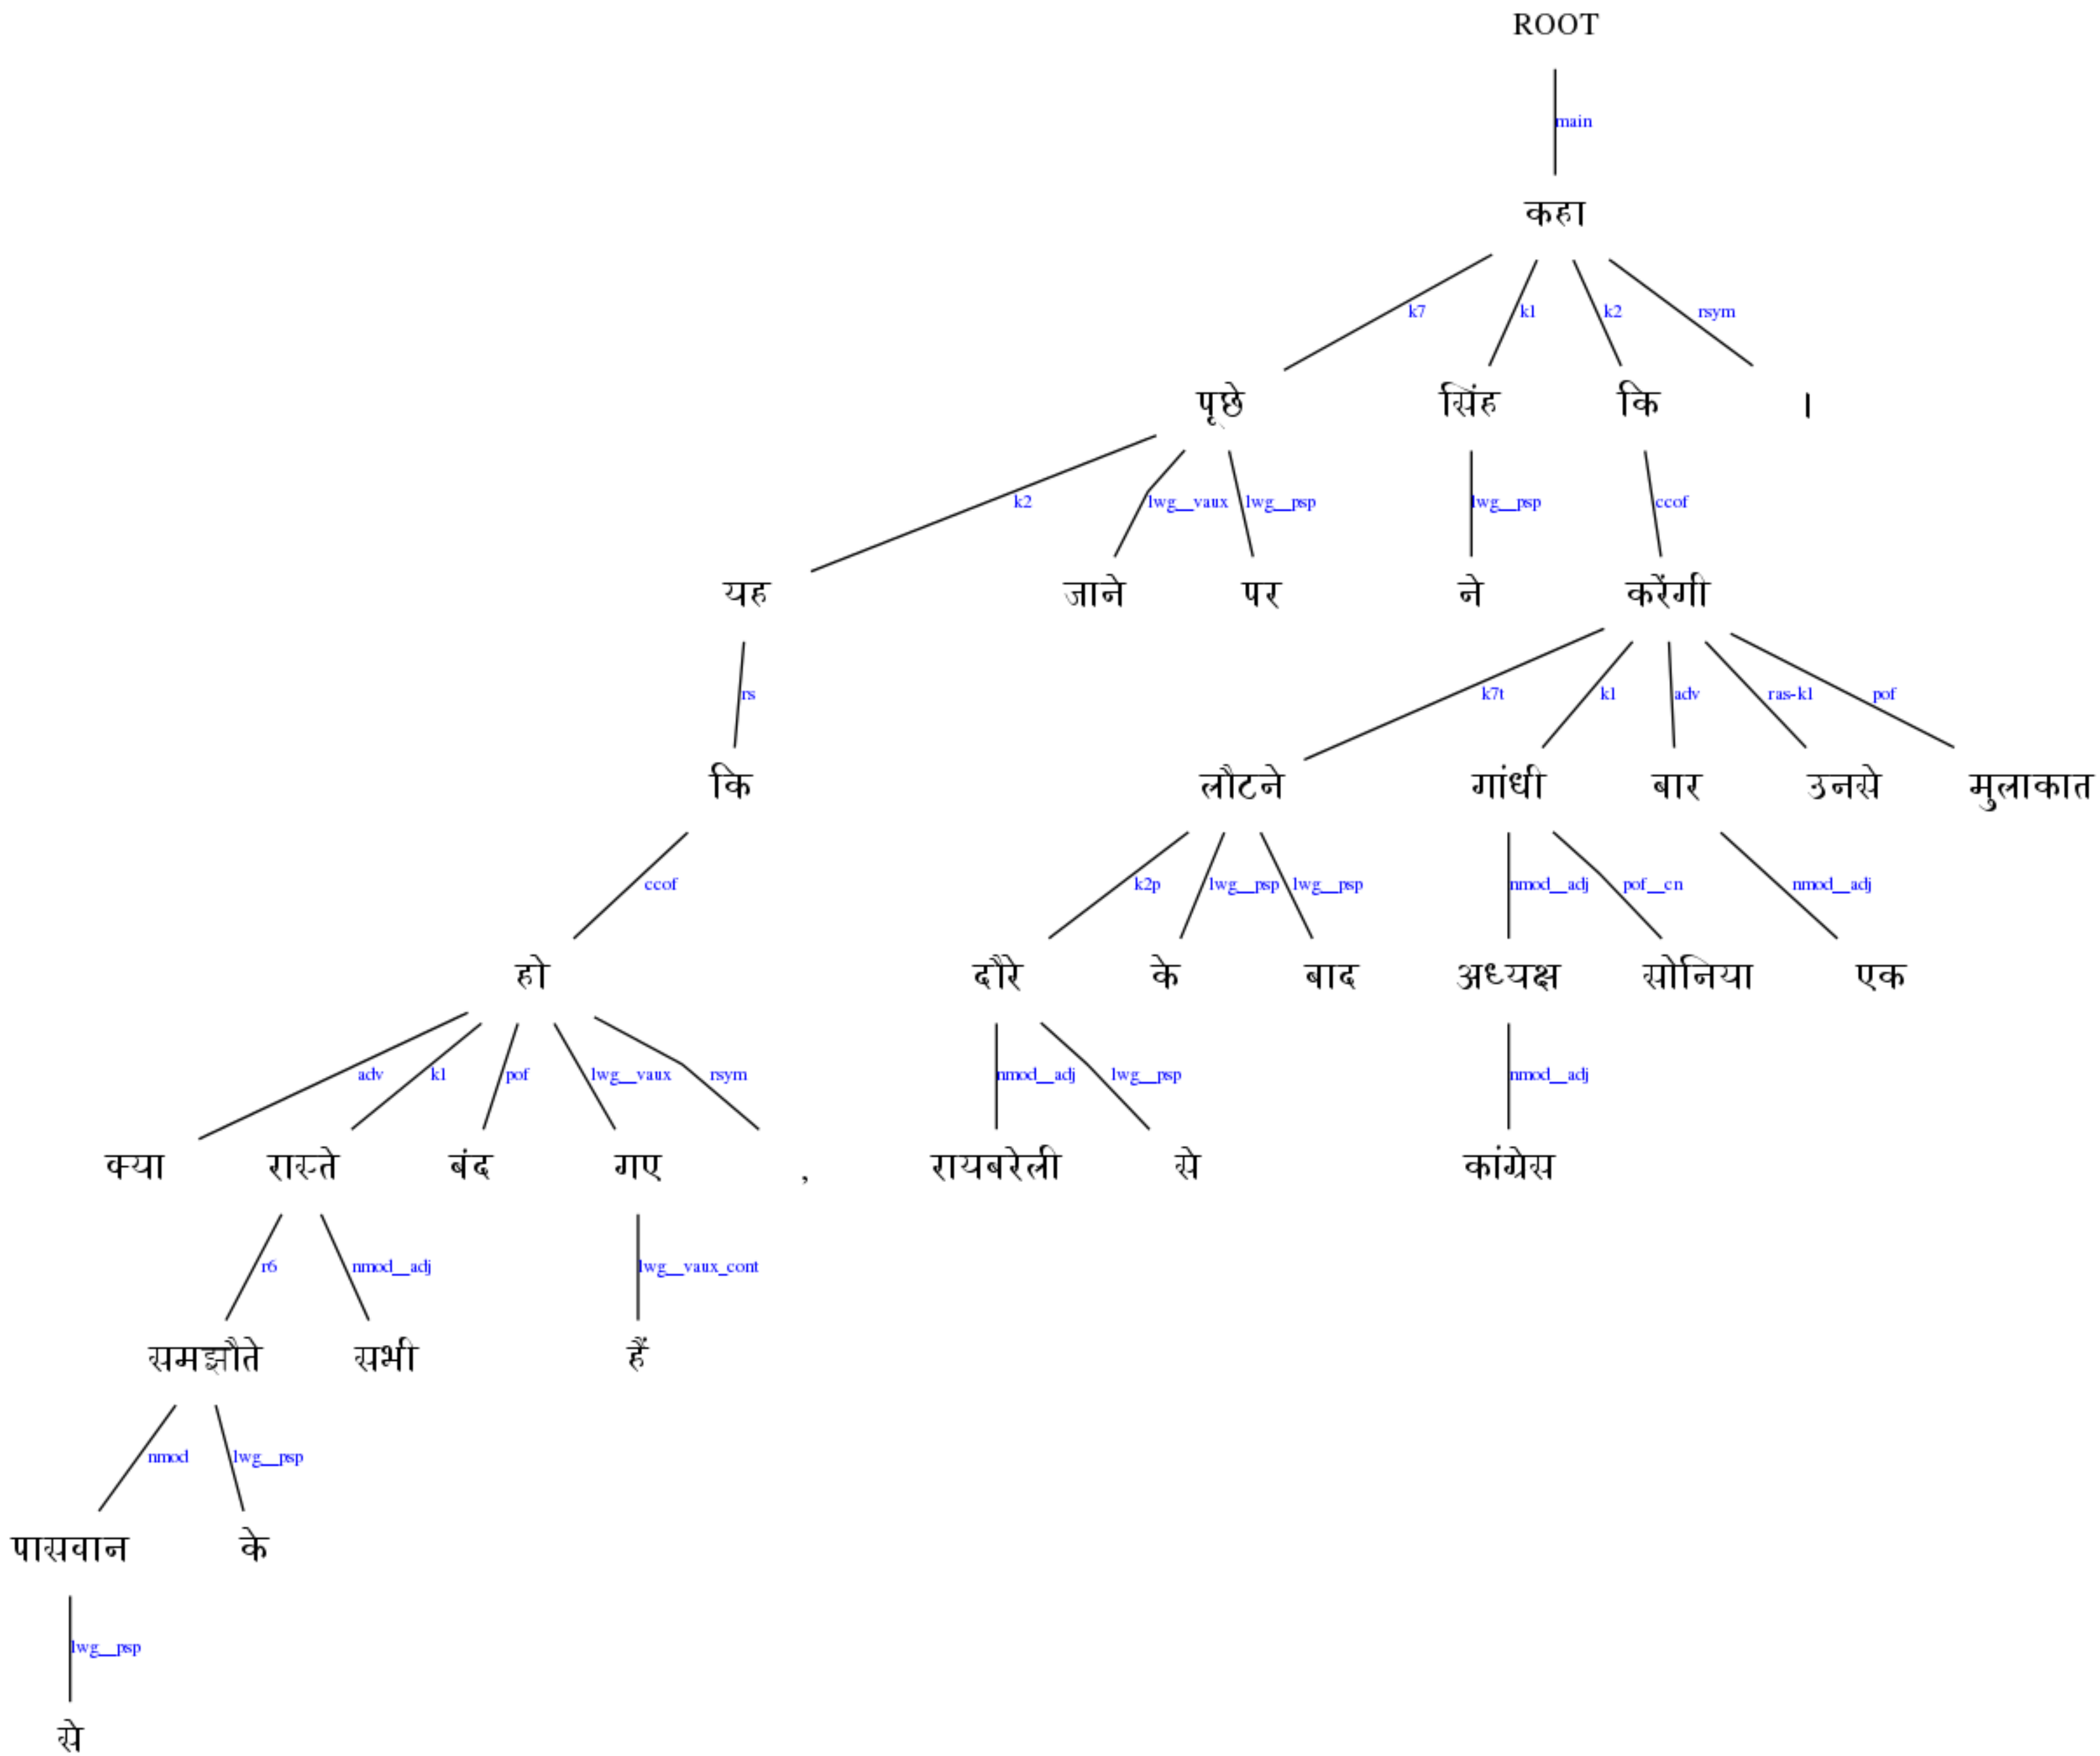 ROOT
main
कहा
k7 k1 k2 rsym
पूछे सिंह कि ।
k2 lwg__vaux lwg__psp lwg__psp ccof
यह जाने पर ने करेंगी
rs k7t k1 adv ras-k1 pof
कि लौटने गांधी बार उनसे मुलाकात
ccof k2p lwg__psp lwg__psp nmod__adj pof__cn nmod__adj
हो दौरे के बाद अध्यक्ष सोनिया एक
adv k1 pof lwg__vaux rsym nmod__adj lwg__psp nmod__adj
क्या रास्ते बंद गए , रायबरेली से कांग्रेस
r6 nmod__adj lwg__vaux_cont
समझौते सभी हैं
nmod lwg__psp
पासवान के
lwg__psp
से